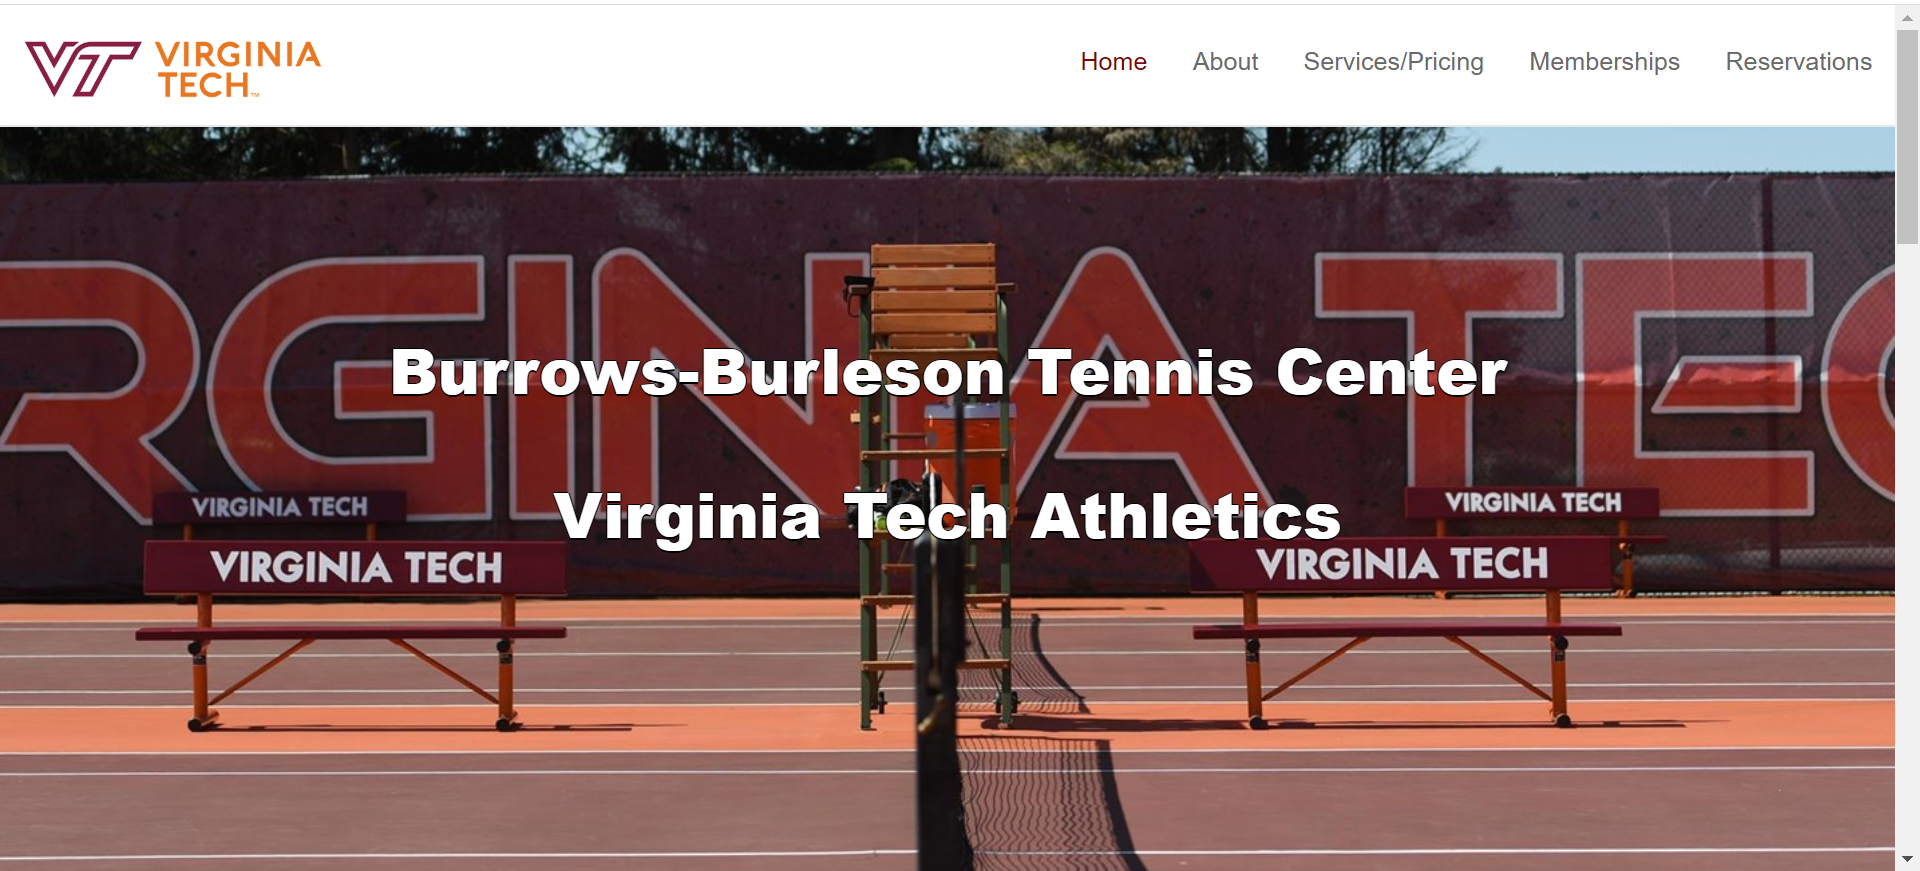 VIRGINIA
TECH™
Home About Services/Pricing Memberships Reservations
RGINIA TEC
Burrows-Burleson Tennis Center
Virginia Tech Athletics
VIRGINIA TECH
VIRGINIA TECH
VIRGINIA TECH
VIRGINIA TECH